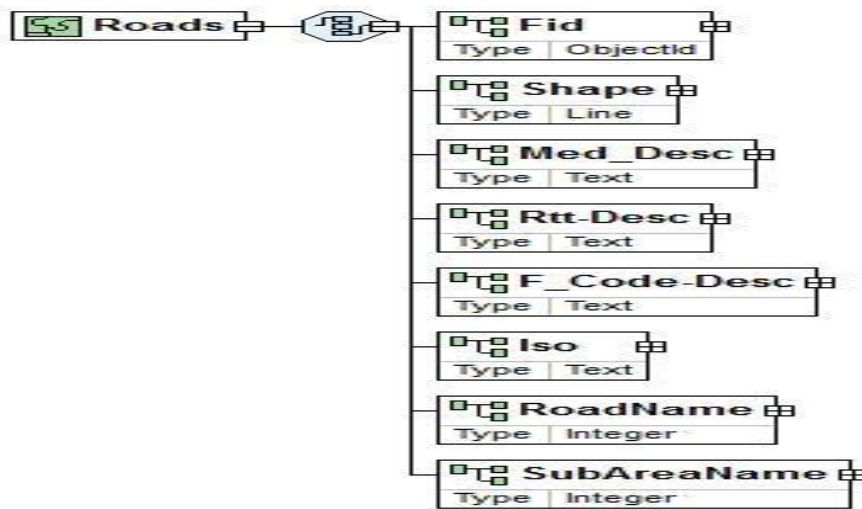 Roads
Fid
Type ObjectId
Shape
Type Line
Med_Desc
Type Text
Rtt-Desc
Type Text
F_Code-Desc
Type Text
Iso
Type Text
RoadName
Type Integer
SubAreaName
Type Integer